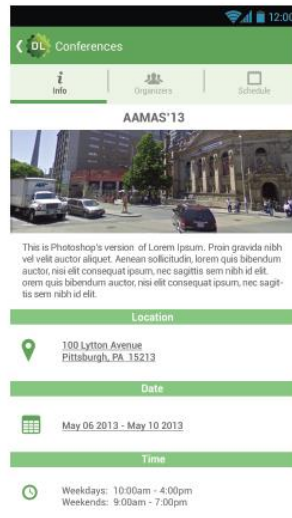 12:00
DL Conferences
i
Info
Organizers
Schedule
AAMAS'13
This is Photoshop's version of Lorem Ipsum. Proin gravida nibh
vel velit auctor aliquet. Aenean sollicitudin, lorem quis bibendum
auctor, nisi elit consequat ipsum, nec sagittis sem nibh id elit.
orem quis bibendum auctor, nisi elit consequat ipsum, nec sagit-
tis sem nibh id elit.
Location
100 Lytton Avenue
Pittsburgh, PA 15213
Date
May 06 2013 - May 10 2013
Time
Weekdays: 10:00am - 4:00pm
Weekends: 9:00am - 7:00pm